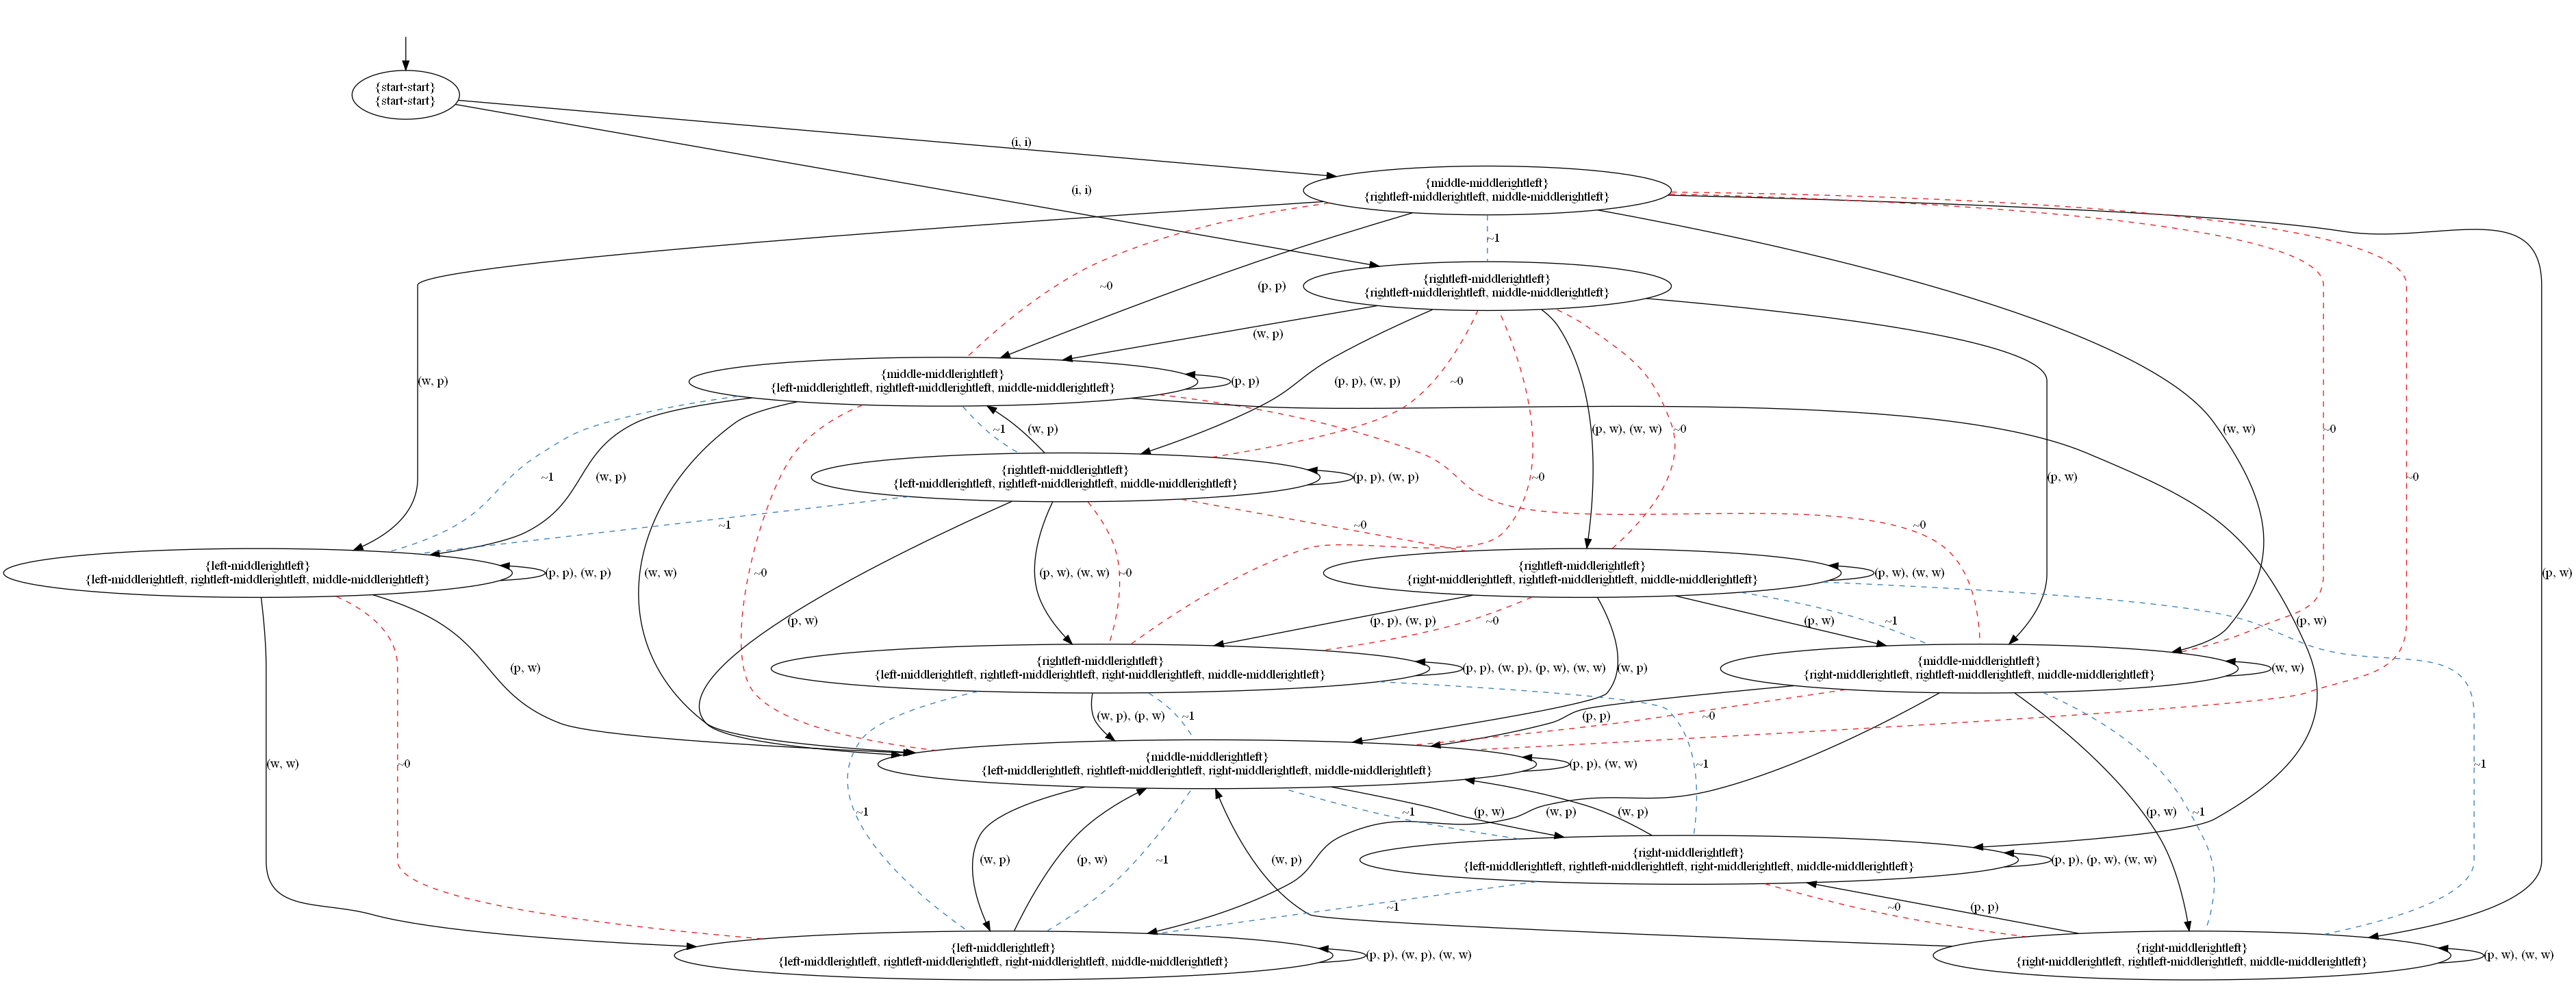 {start-start}
{start-start}
(i, i)
{middle-middlerightleft}
{rightleft-middlerightleft, middle-middlerightleft}
(i, i)
~1
{rightleft-middlerightleft}
{rightleft-middlerightleft, middle-middlerightleft}
~0
(p, p)
(w, p)
{middle-middlerightleft}
{left-middlerightleft, rightleft-middlerightleft, middle-middlerightleft}
(p, p)
(w, p)
(p, p), (w, p)
~0
~1
(w, p)
(p, w), (w, w)
~0
(w, w)
~0
{rightleft-middlerightleft}
{left-middlerightleft, rightleft-middlerightleft, middle-middlerightleft}
(p, p), (w, p)
~1
(w, p)
~0
(p, w)
~0
~1
~0
~0
{left-middlerightleft}
{left-middlerightleft, rightleft-middlerightleft, middle-middlerightleft}
(p, p), (w, p)
(w, w)
~0
(p, w), (w, w)
~0
{rightleft-middlerightleft}
{right-middlerightleft, rightleft-middlerightleft, middle-middlerightleft}
(p, w), (w, w)
(p, w)
(p, w)
(p, p), (w, p)
~0
(p, w)
~1
(p, w)
(p, w)
{rightleft-middlerightleft}
{left-middlerightleft, rightleft-middlerightleft, right-middlerightleft, middle-middlerightleft}
(p, p), (w, p), (p, w), (w, w)
(w, p)
{middle-middlerightleft}
{right-middlerightleft, rightleft-middlerightleft, middle-middlerightleft}
(w, w)
(w, p), (p, w)
~1
(p, p)
~0
(w, w)
~0
{middle-middlerightleft}
{left-middlerightleft, rightleft-middlerightleft, right-middlerightleft, middle-middlerightleft}
(p, p), (w, w)
~1
~1
~1
~1
(p, w)
(w, p)
(w, p)
(p, w)
~1
(w, p)
(p, w)
~1
(w, p)
{right-middlerightleft}
{left-middlerightleft, rightleft-middlerightleft, right-middlerightleft, middle-middlerightleft}
(p, p), (p, w), (w, w)
~1
~0
(p, p)
{left-middlerightleft}
{left-middlerightleft, rightleft-middlerightleft, right-middlerightleft, middle-middlerightleft}
(p, p), (w, p), (w, w)
{right-middlerightleft}
{right-middlerightleft, rightleft-middlerightleft, middle-middlerightleft}
(p, w), (w, w)